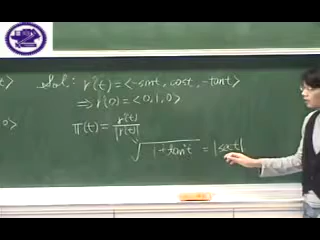 Sol: r'(t) = <-sint, cost, -tant>
⇒ r'(0) = <0, 1, 0>
T(t) = r'(t) / |r'(t)|
√(1+tan²t) = |sect|